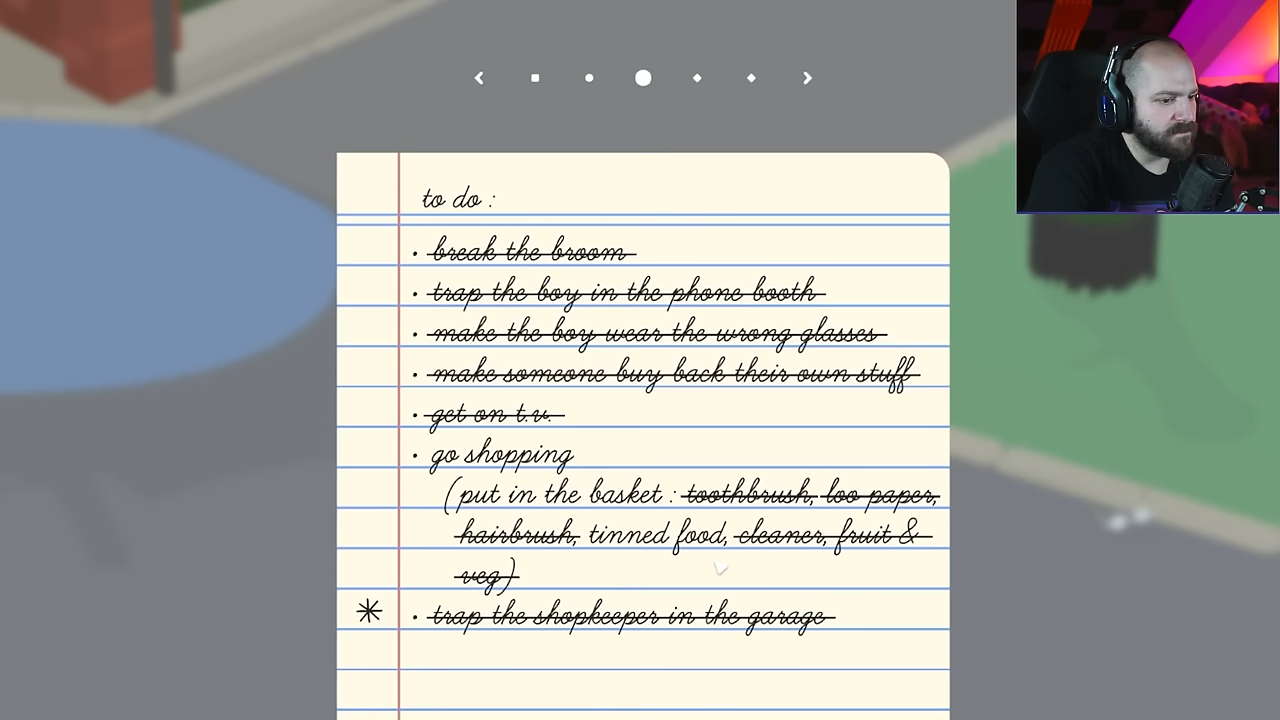 to do :
• break the broom
• trap the boy in the phone booth
• make the boy wear the wrong glasses
• make someone buy back their own stuff
• get on t.v.
• go shopping
(put in the basket : toothbrush, loo paper,
hairbrush, tinned food, cleaner, fruit &
veg)
• trap the shopkeeper in the garage